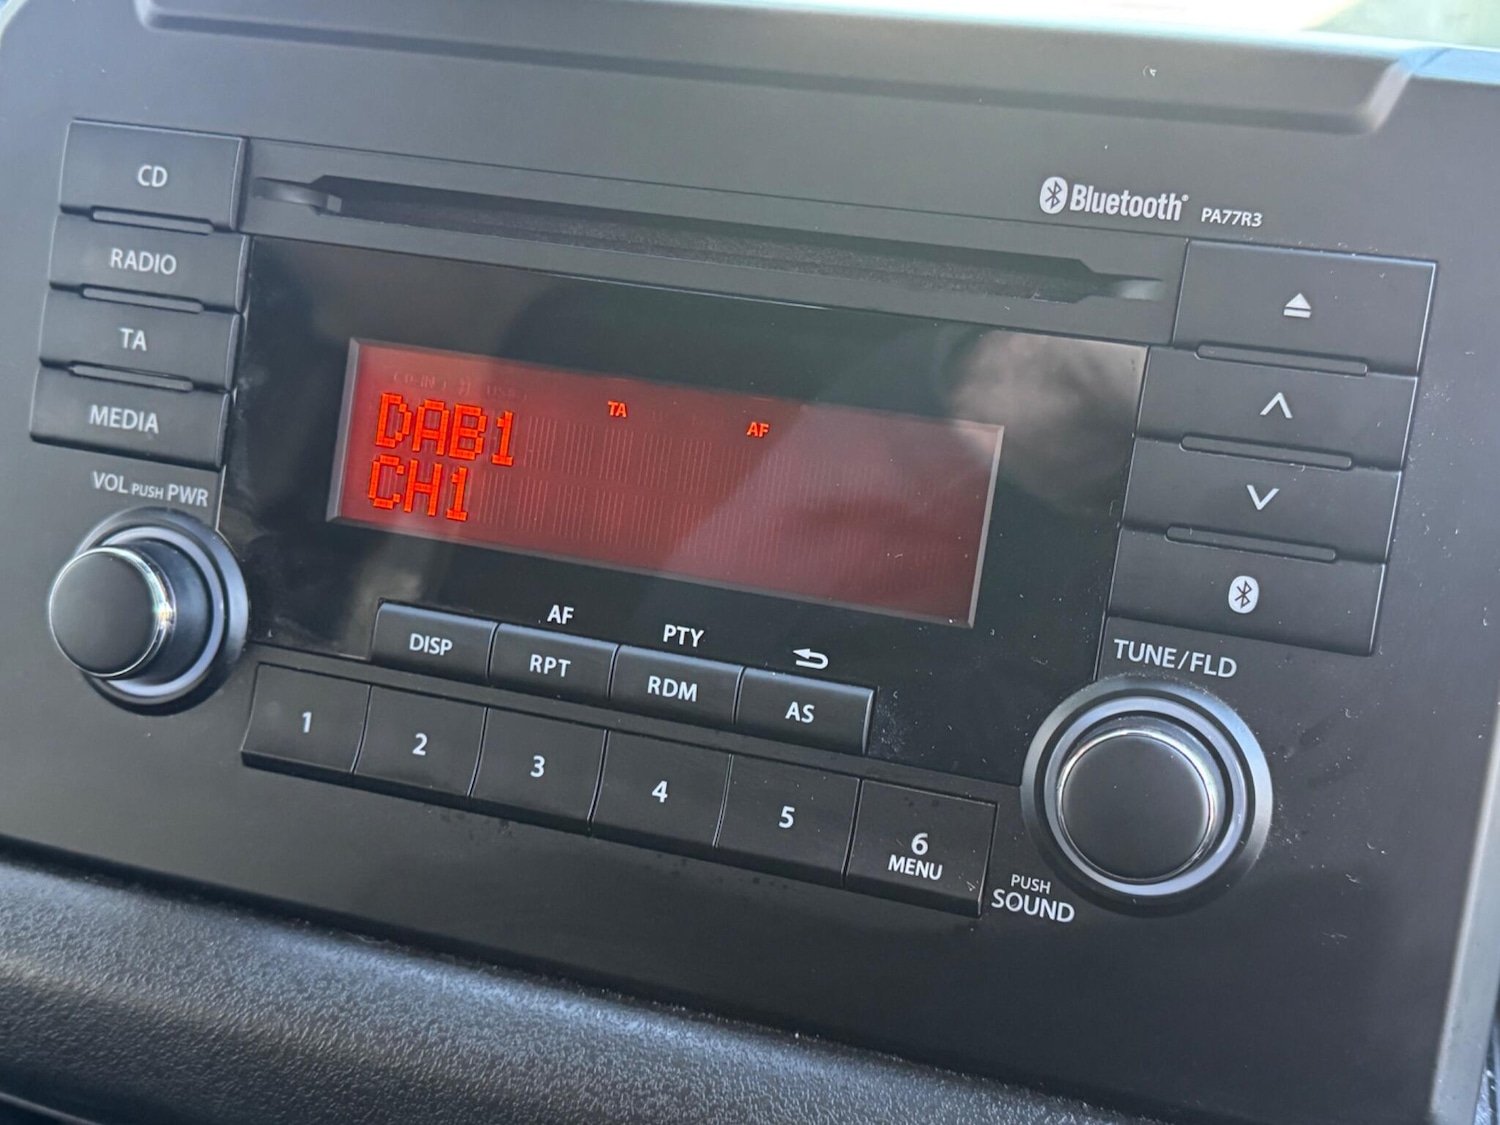 CD
Bluetooth® PA77R3
RADIO
TA
MEDIA
VOL PUSH PWR
TA
AF
DAB1
CH1
AF
PTY
DISP
RPT
RDM
AS
TUNE/FLD
1
2
3
4
5
6
MENU
PUSH
SOUND